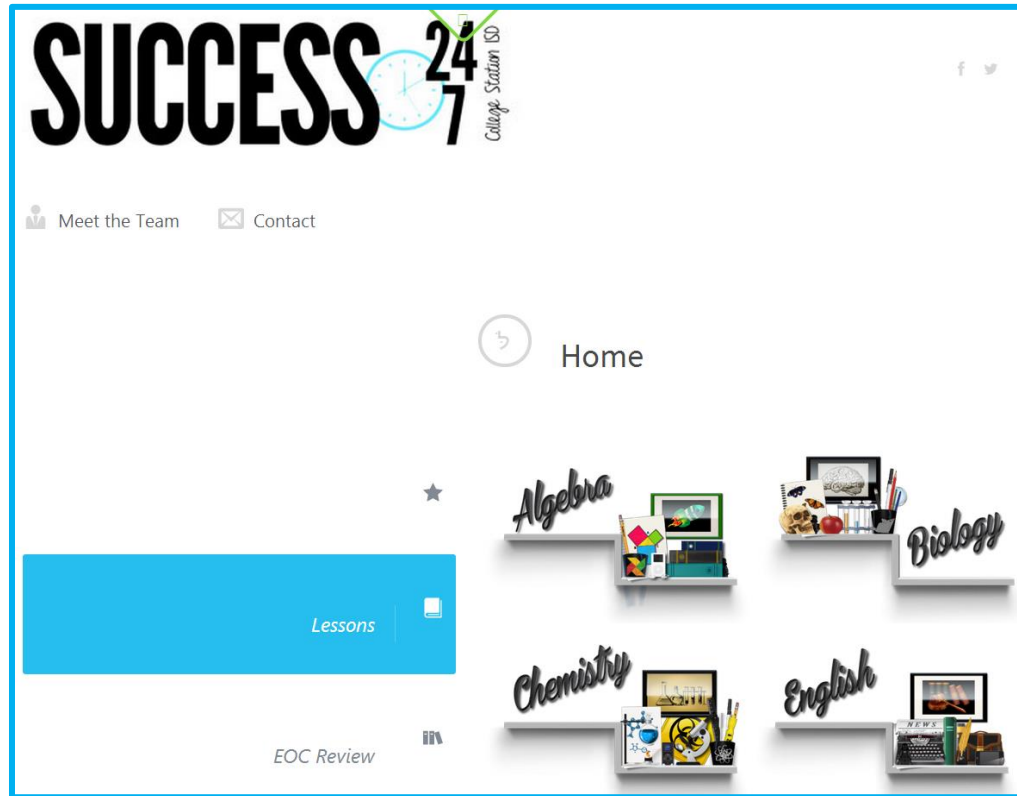 SUCCESS 24
7
College Station ISD
Meet the Team
Contact
Home
Algebra
Biology
Lessons
Chemistry
English
NEWS
EOC Review